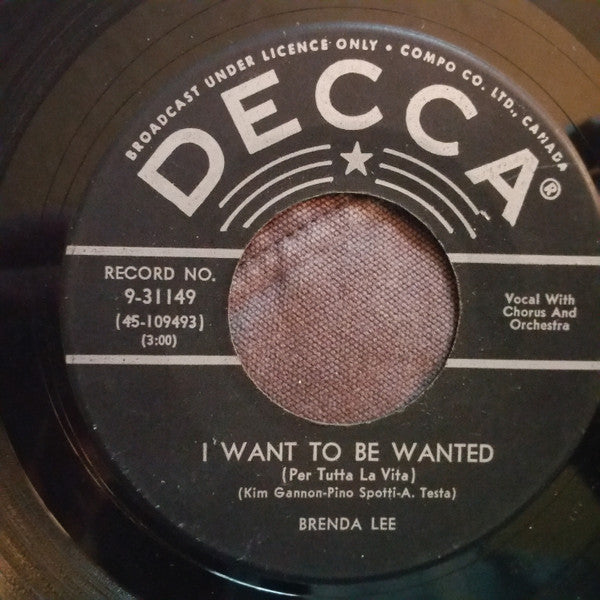 BROADCAST UNDER LICENCE ONLY • COMPO CO. LTD., CANADA
DECCA®
RECORD NO.
9-31149
(45-109493)
(3:00)
Vocal With
Chorus And
Orchestra
I WANT TO BE WANTED
(Per Tutta La Vita)
(Kim Gannon-Pino Spotti-A. Testa)
BRENDA LEE